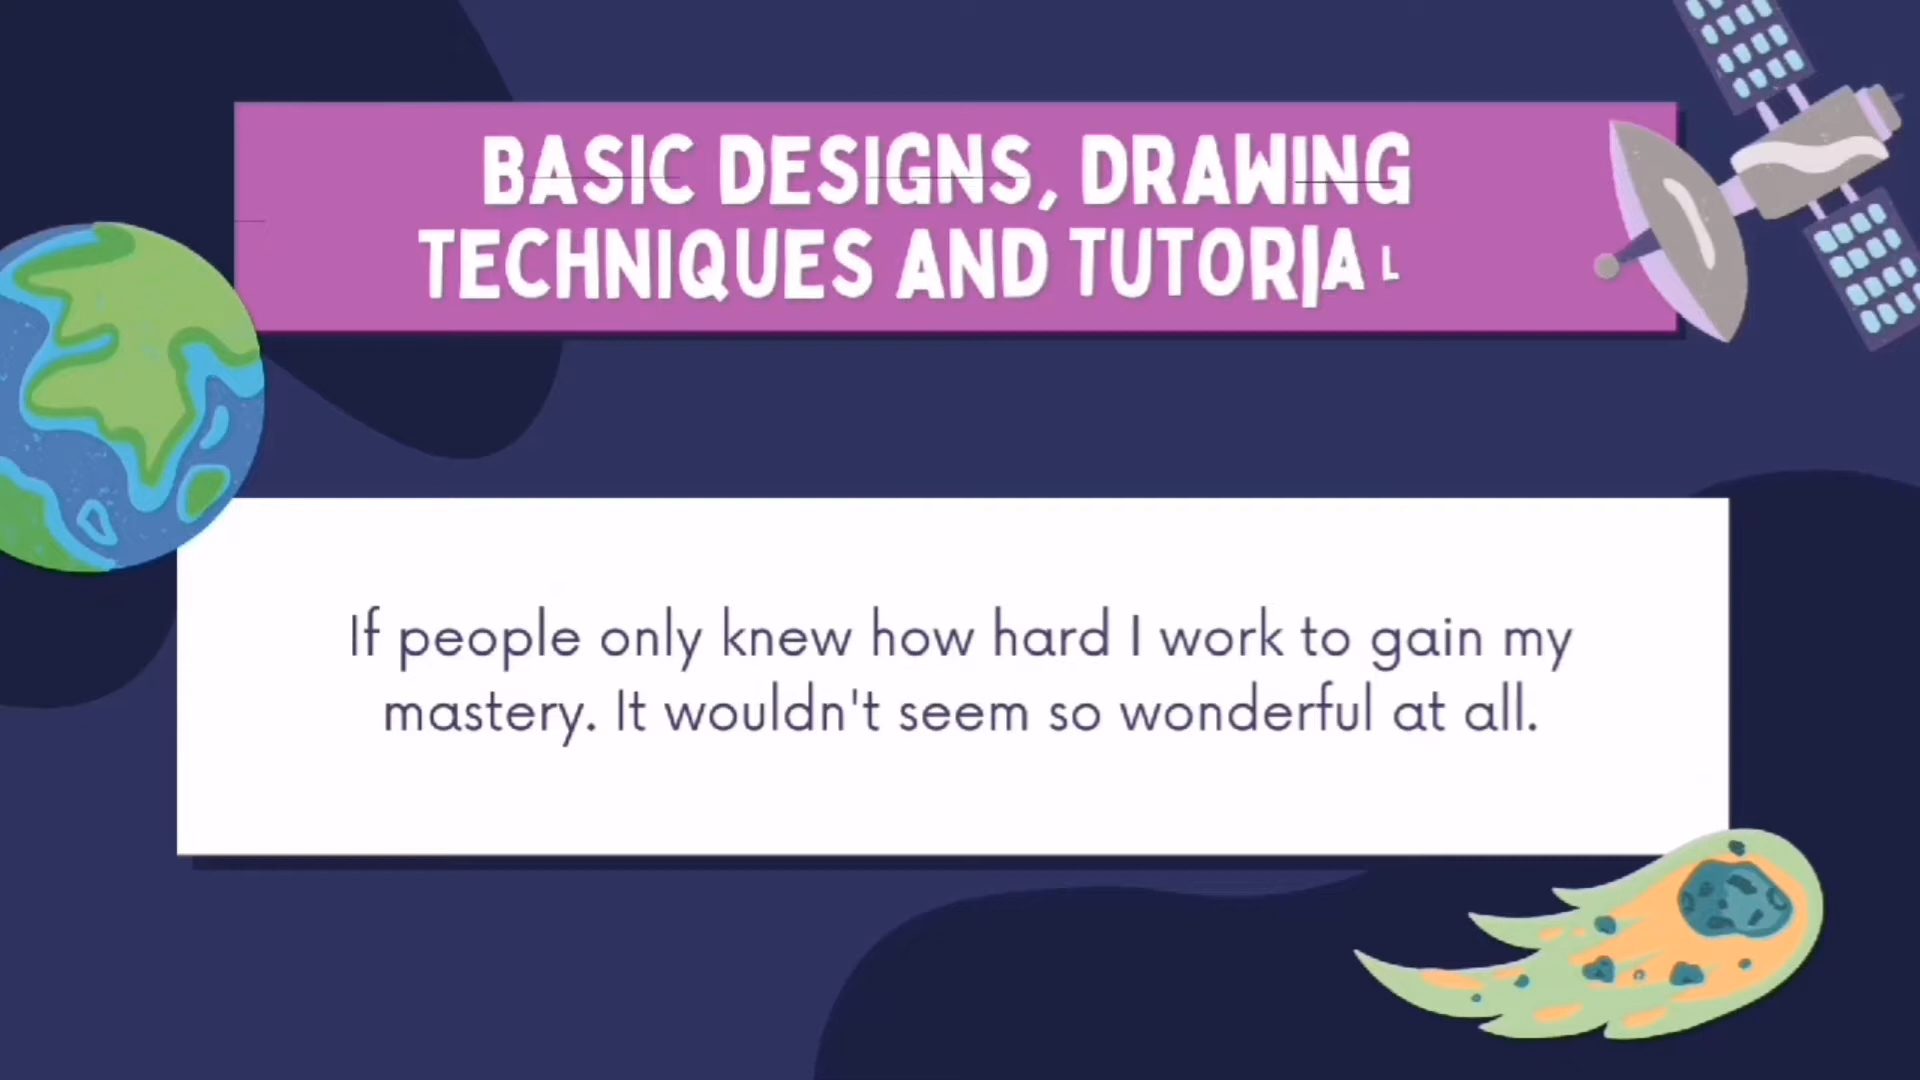 BASIC DESIGNS, DRAWING
TECHNIQUES AND TUTORIAL
If people only knew how hard I work to gain my
mastery. It wouldn't seem so wonderful at all.